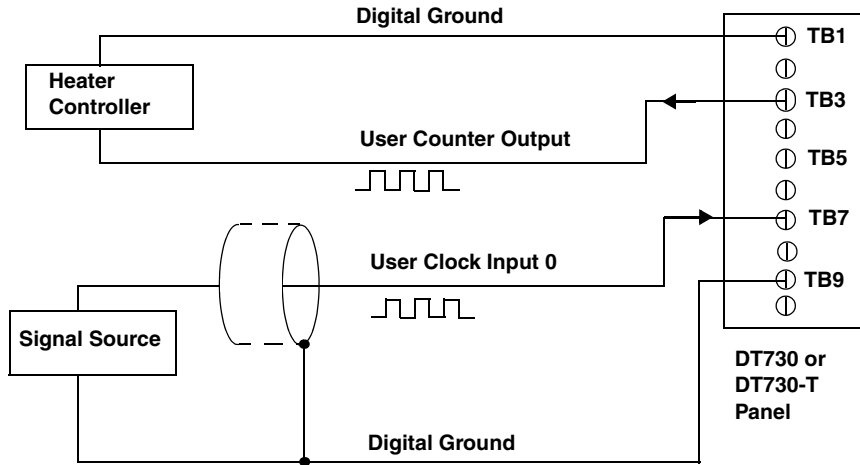 Digital Ground
TB1
Heater
Controller
TB3
User Counter Output
TB5
TB7
User Clock Input 0
TB9
Signal Source
DT730 or
DT730-T
Panel
Digital Ground